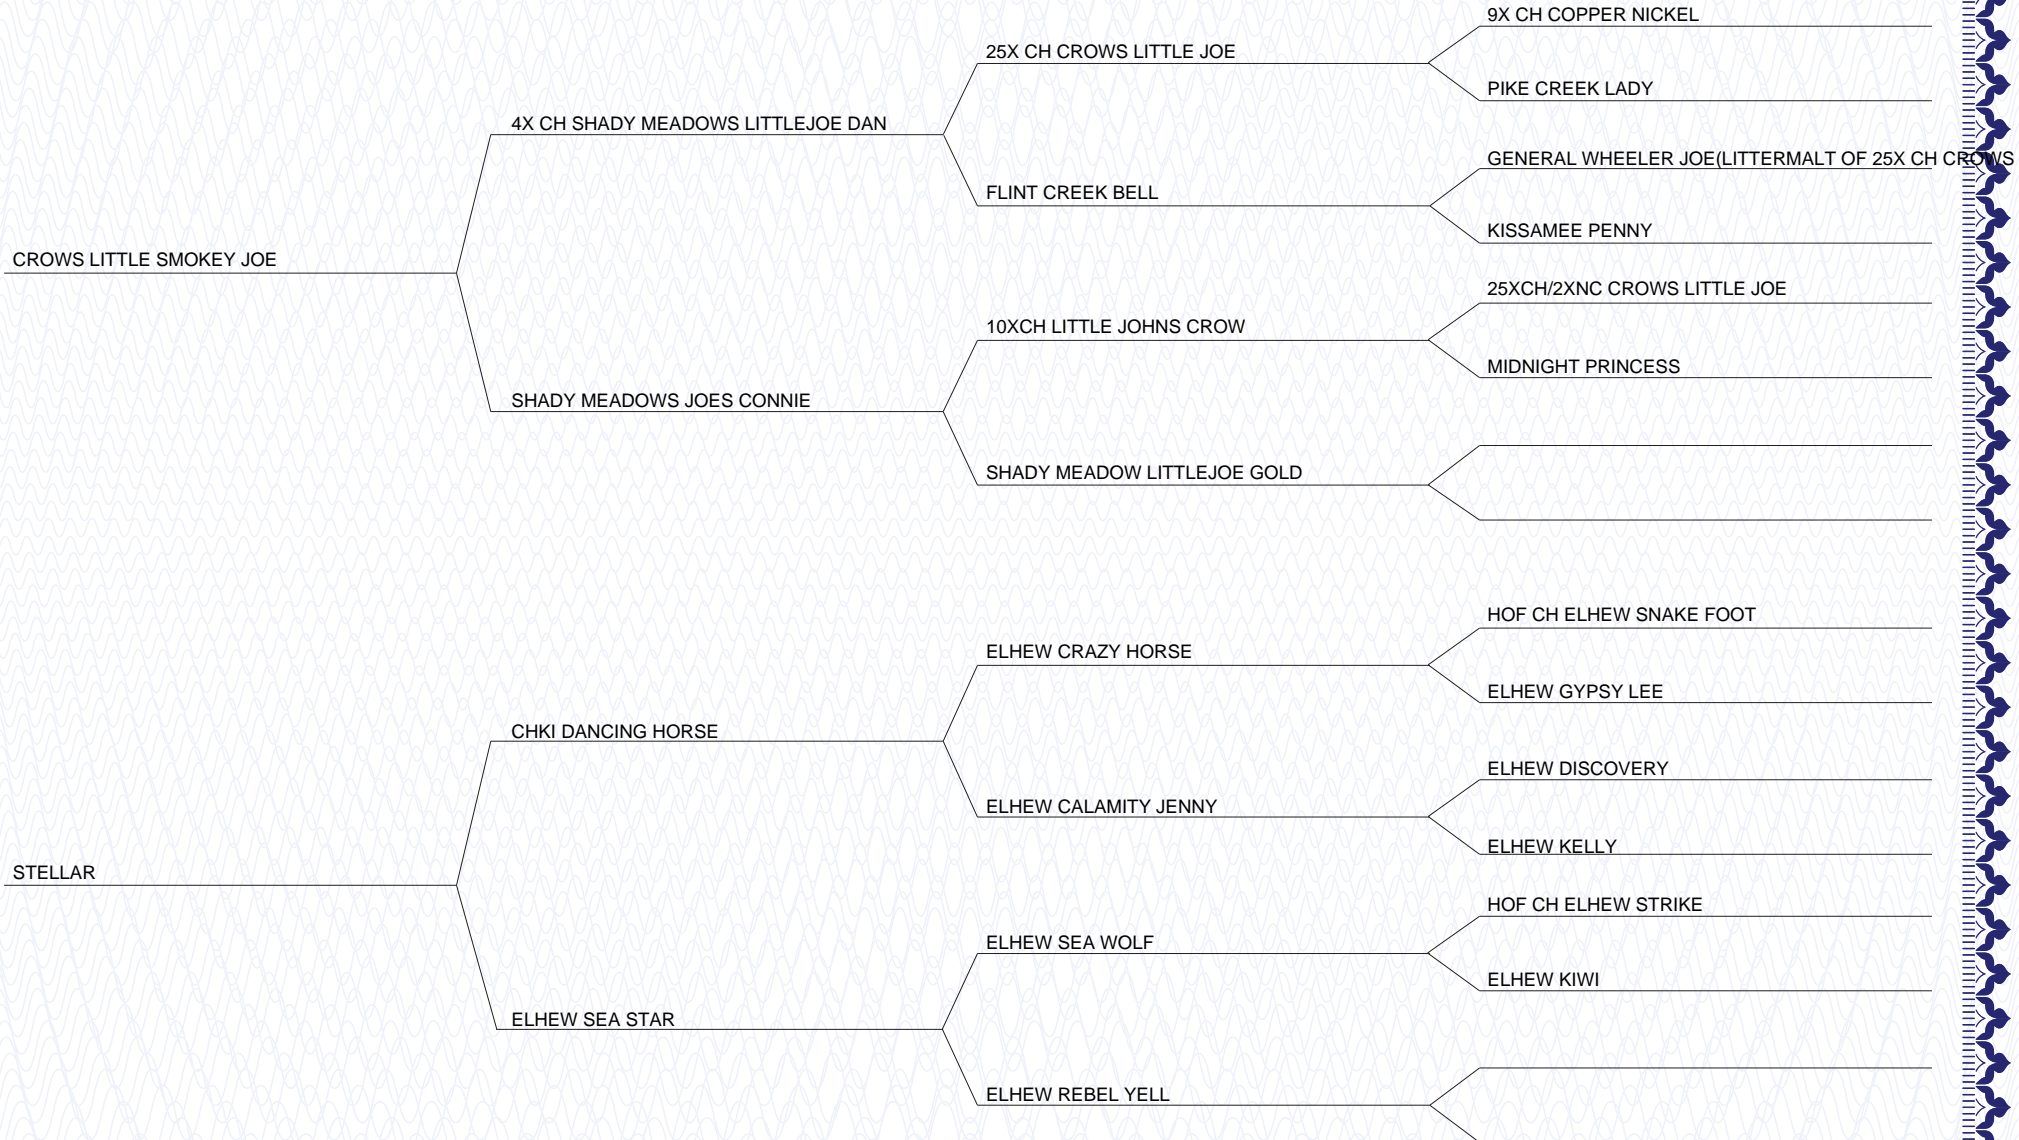 9X CH COPPER NICKEL
25X CH CROWS LITTLE JOE
PIKE CREEK LADY
4X CH SHADY MEADOWS LITTLEJOE DAN
GENERAL WHEELER JOE(LITTERMALT OF 25X CH CROWS
FLINT CREEK BELL
KISSAMEE PENNY
CROWS LITTLE SMOKEY JOE
25XCH/2XNC CROWS LITTLE JOE
10XCH LITTLE JOHNS CROW
MIDNIGHT PRINCESS
SHADY MEADOWS JOES CONNIE
SHADY MEADOW LITTLEJOE GOLD
HOF CH ELHEW SNAKE FOOT
ELHEW CRAZY HORSE
ELHEW GYPSY LEE
CHKI DANCING HORSE
ELHEW DISCOVERY
ELHEW CALAMITY JENNY
ELHEW KELLY
STELLAR
HOF CH ELHEW STRIKE
ELHEW SEA WOLF
ELHEW KIWI
ELHEW SEA STAR
ELHEW REBEL YELL